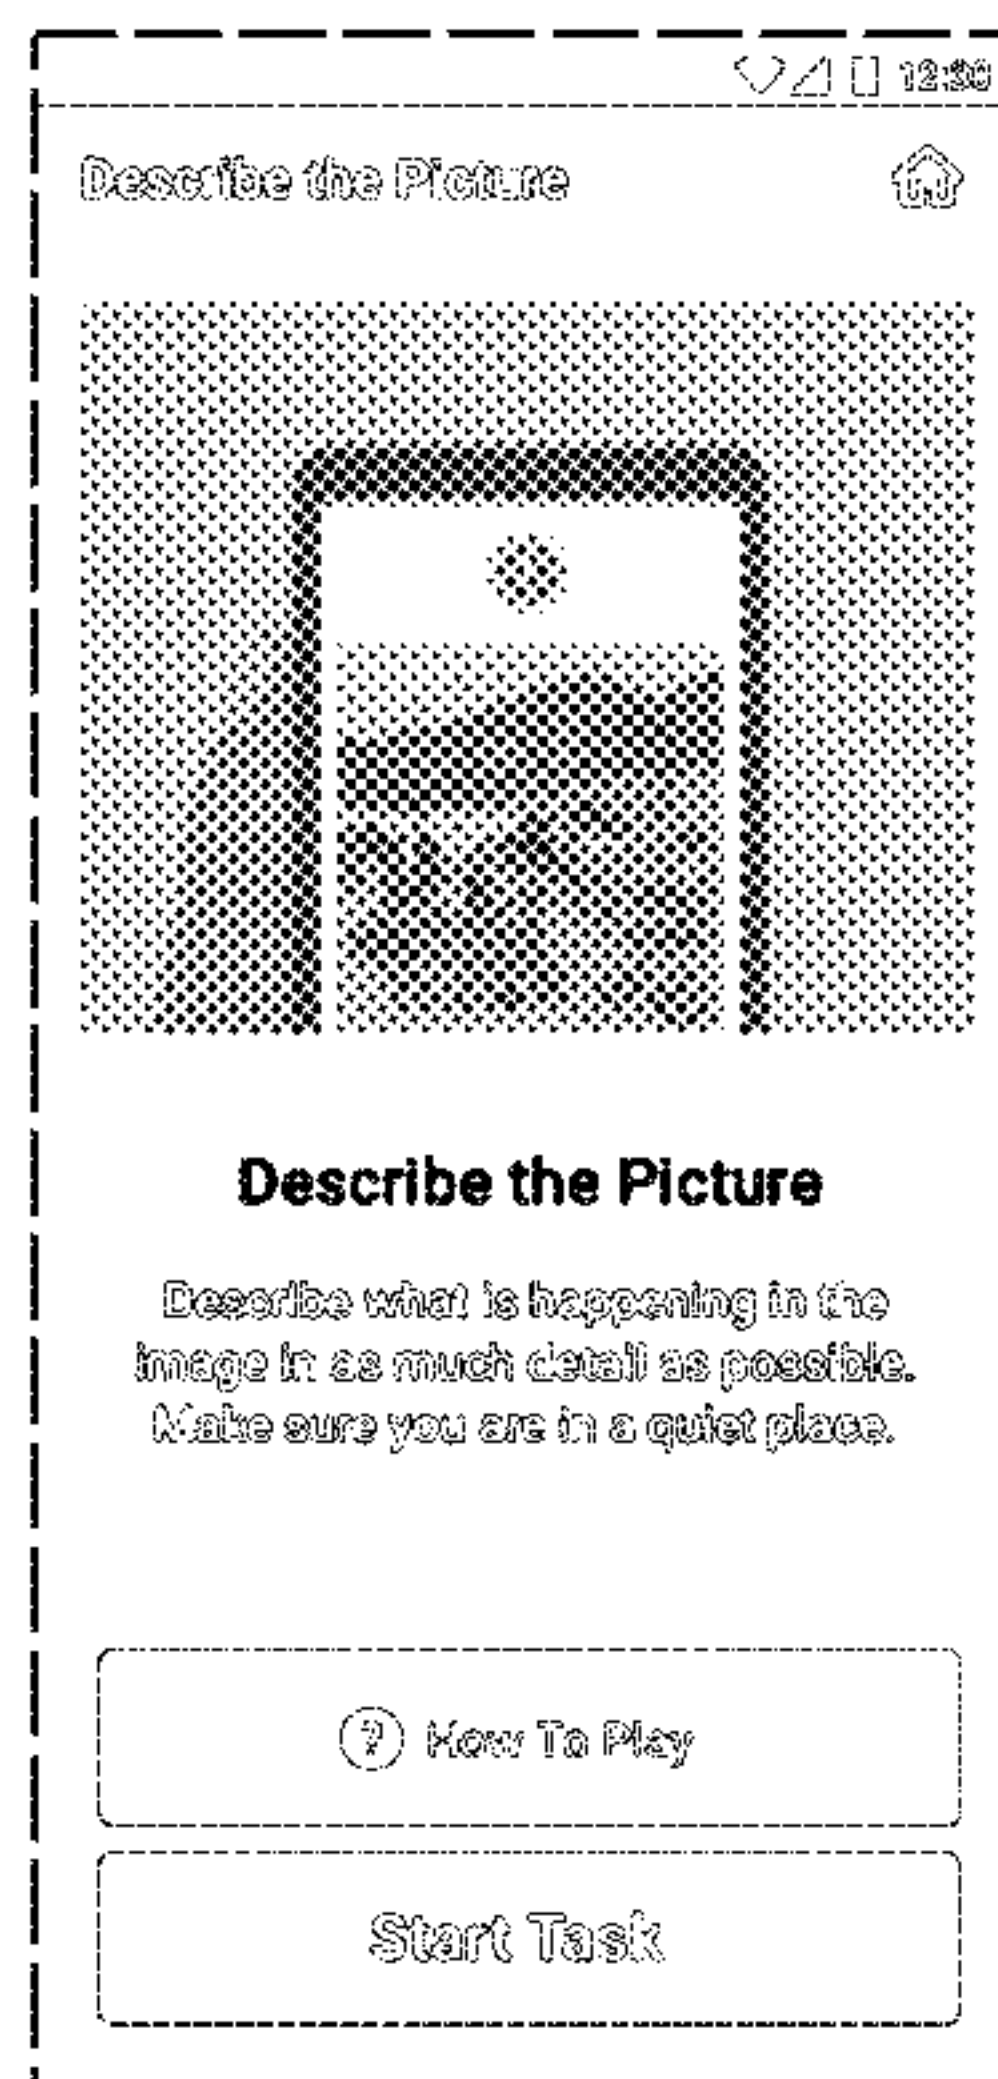 12:30
Describe the Picture
Describe the Picture
Describe what is happening in the
image in as much detail as possible.
Make sure you are in a quiet place.
? How To Play
Start Task